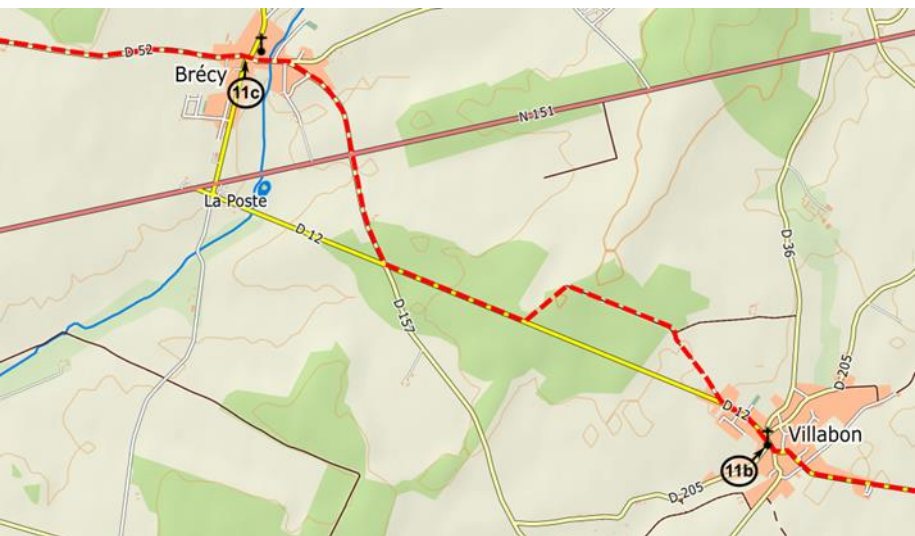 D 52
Brécy
11c
N 151
La Poste
D 12
D 36
D 157
D 205
D 12
Villabon
11b
D 205